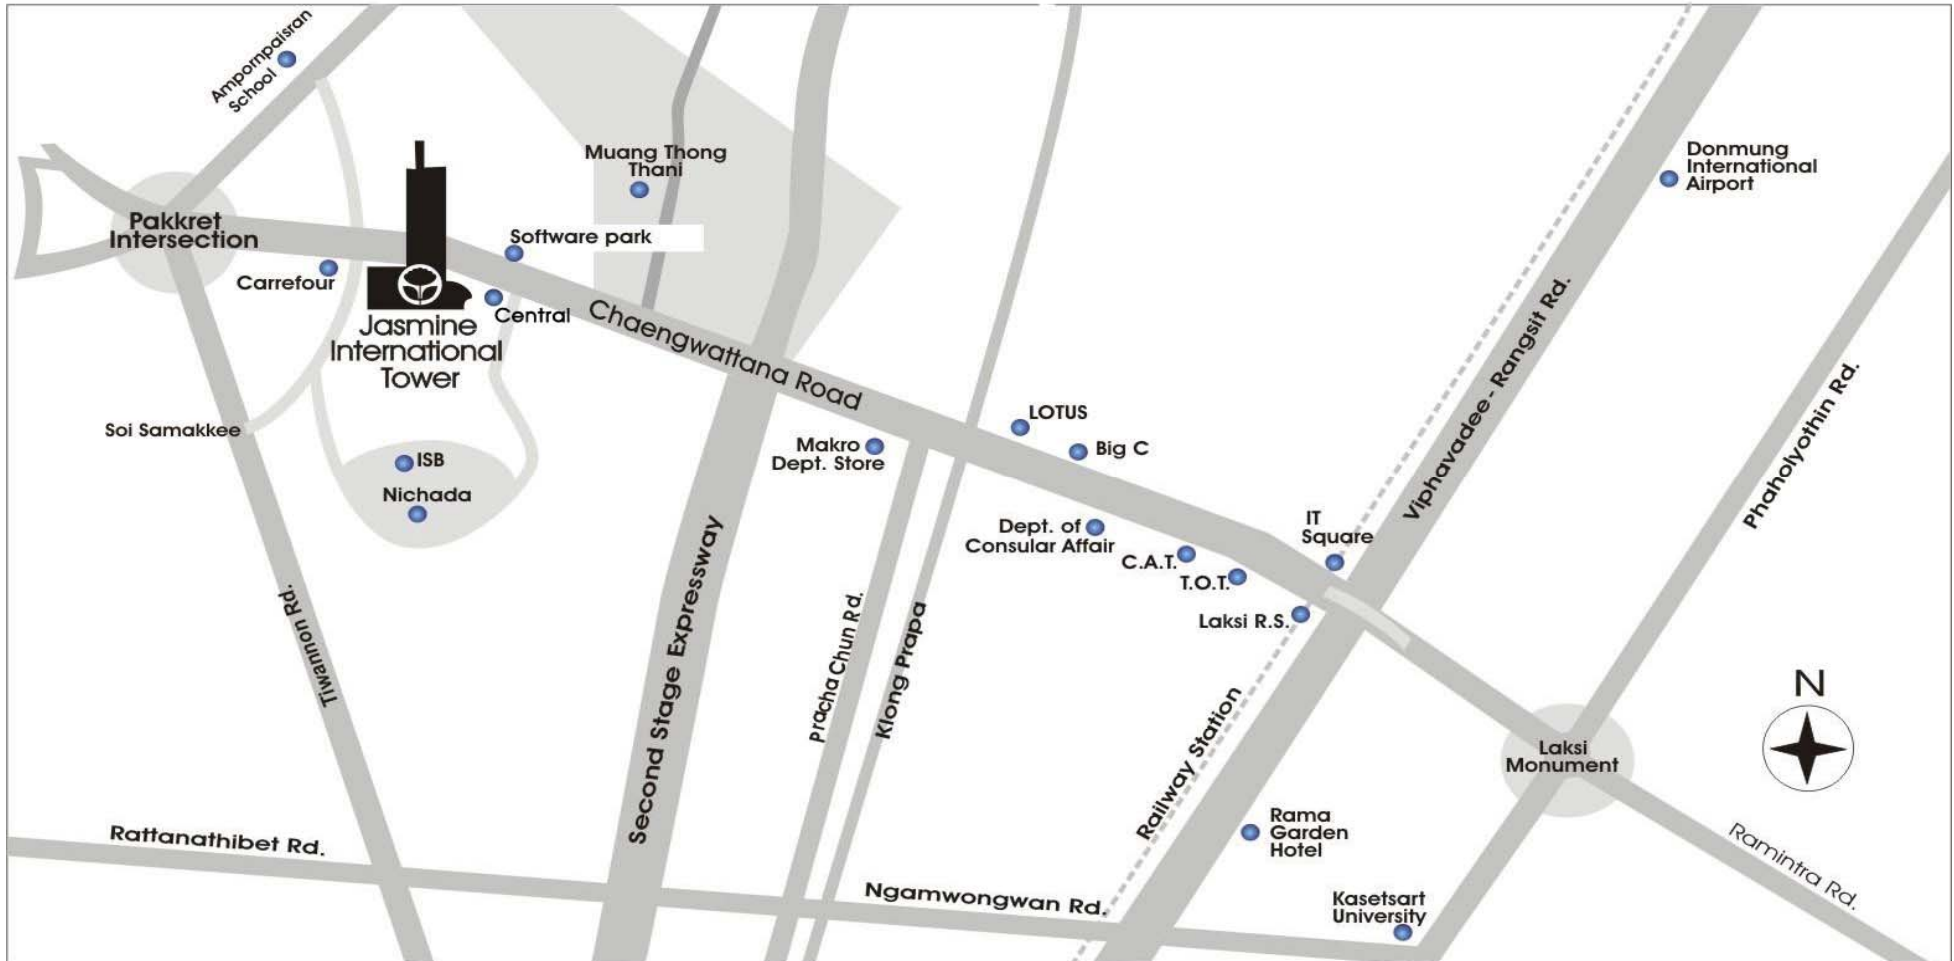 Ampornpaisran
School
Muang Thong
Thani
Donmung
International
Airport
Pakkret
Intersection
Software park
Carrefour
Central
Chaengwattana Road
Jasmine
International
Tower
Viphavadee - Rangsit Rd.
Phaholyothin Rd.
Soi Samakkee
LOTUS
Big C
Makro
Dept. Store
ISB
Nichada
IT
Square
Dept. of
Consular Affair
C.A.T.
T.O.T.
Laksi R.S.
Tiwannon Rd.
Second Stage Expressway
Pracha Chun Rd.
Klong Prapa
Railway Station
N
Laksi
Monument
Rama
Garden
Hotel
Rattanathibet Rd.
Ngamwongwan Rd.
Kasetsart
University
Ramintra Rd.